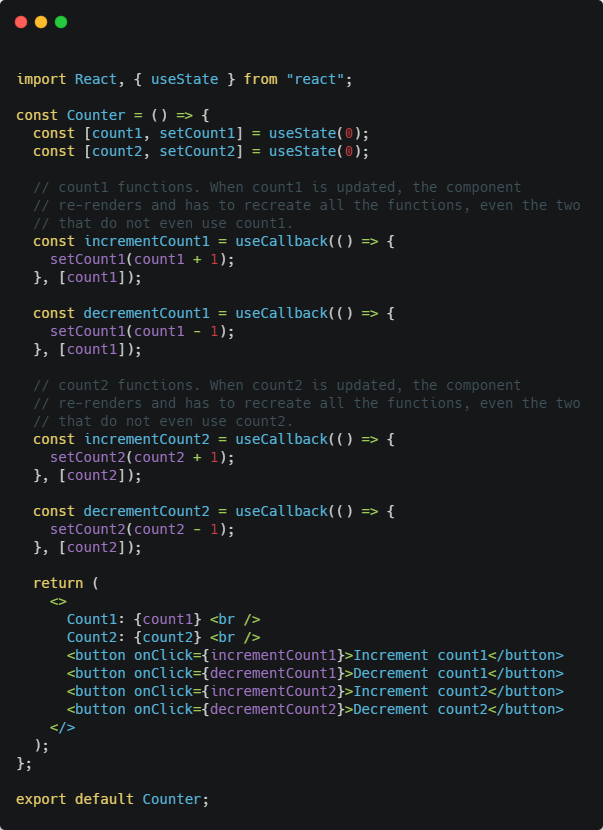 import React, { useState } from "react";

const Counter = () => {
  const [count1, setCount1] = useState(0);
  const [count2, setCount2] = useState(0);

  // count1 functions. When count1 is updated, the component
  // re-renders and has to recreate all the functions, even the two
  // that do not even use count1.
  const incrementCount1 = useCallback(() => {
    setCount1(count1 + 1);
  }, [count1]);

  const decrementCount1 = useCallback(() => {
    setCount1(count1 - 1);
  }, [count1]);

  // count2 functions. When count2 is updated, the component
  // re-renders and has to recreate all the functions, even the two
  // that do not even use count2.
  const incrementCount2 = useCallback(() => {
    setCount2(count2 + 1);
  }, [count2]);

  const decrementCount2 = useCallback(() => {
    setCount2(count2 - 1);
  }, [count2]);

  return (
    <>
      Count1: {count1} <br />
      Count2: {count2} <br />
      <button onClick={incrementCount1}>Increment count1</button>
      <button onClick={decrementCount1}>Decrement count1</button>
      <button onClick={incrementCount2}>Increment count2</button>
      <button onClick={decrementCount2}>Decrement count2</button>
    </>
  );
};

export default Counter;